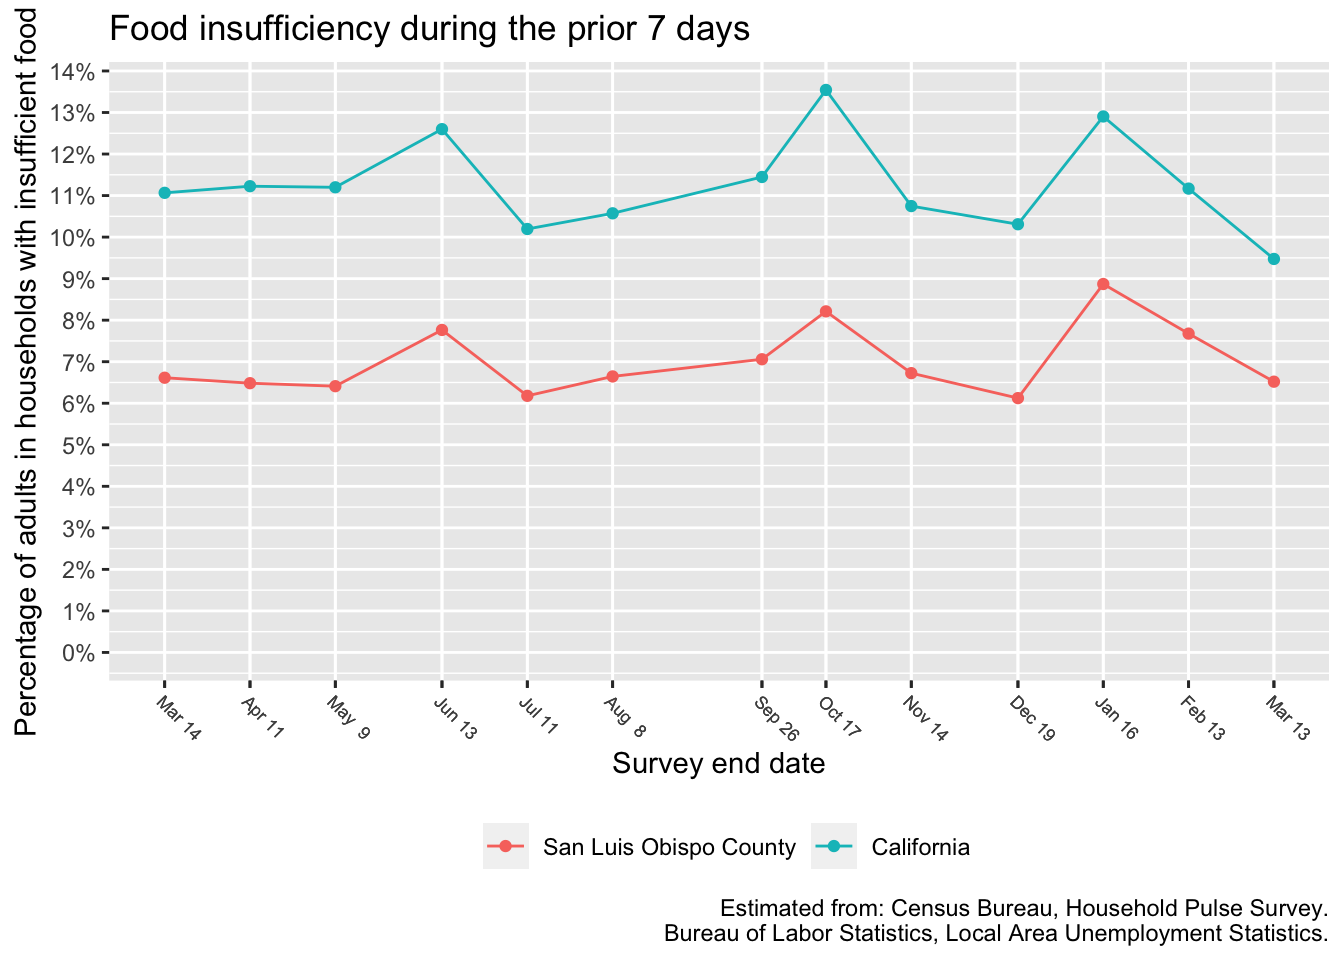 Food insufficiency during the prior 7 days
Percentage of adults in households with insufficient food
14%
13%
12%
11%
10%
9%
8%
7%
6%
5%
4%
3%
2%
1%
0%
Mar 14
Apr 11
May 9
Jun 13
Jul 11
Aug 8
Sep 26
Oct 17
Nov 14
Dec 19
Jan 16
Feb 13
Mar 13
Survey end date
San Luis Obispo County
California
Estimated from: Census Bureau, Household Pulse Survey.
Bureau of Labor Statistics, Local Area Unemployment Statistics.